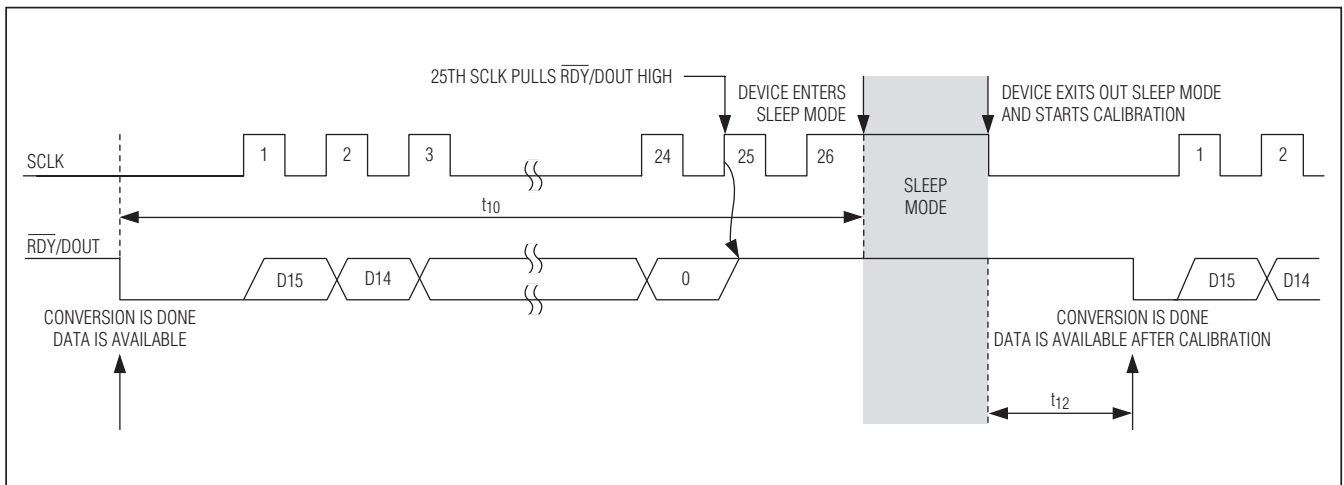 25TH SCLK PULLS R̅D̅Y̅/DOUT HIGH
DEVICE ENTERS
SLEEP MODE
DEVICE EXITS OUT SLEEP MODE
AND STARTS CALIBRATION
SCLK
1
2
3
24
25
26
1
2
SLEEP
MODE
t10
R̅D̅Y̅/DOUT
D15
D14
0
D15
D14
CONVERSION IS DONE
DATA IS AVAILABLE
CONVERSION IS DONE
DATA IS AVAILABLE AFTER CALIBRATION
t12